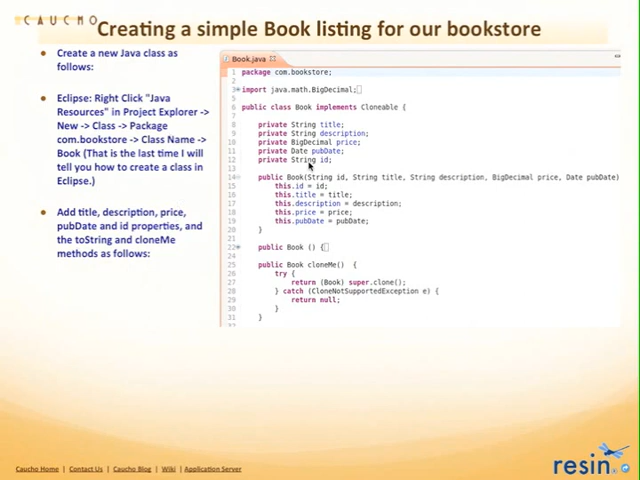 CAUCHO
Creating a simple Book listing for our bookstore
• Create a new Java class as
follows:
• Eclipse: Right Click "Java
Resources" in Project Explorer ->
New -> Class -> Package
com.bookstore -> Class Name ->
Book (That is the last time I will
tell you how to create a class in
Eclipse.)
• Add title, description, price,
pubDate and id properties, and
the toString and cloneMe
methods as follows:
Book.java
1 package com.bookstore;
3 import java.math.BigDecimal;
6 public class Book implements Cloneable {
8 private String title;
9 private String description;
10 private BigDecimal price;
11 private Date pubDate;
12 private String id;
14 public Book(String id, String title, String description, BigDecimal price, Date pubDate)
15 this.id = id;
16 this.title = title;
17 this.description = description;
18 this.price = price;
19 this.pubDate = pubDate;
20 }
22 public Book () {
25 public Book cloneMe() {
26 try {
27 return (Book) super.clone();
28 } catch (CloneNotSupportedException e) {
29 return null;
30 }
31 }
Caucho Home | Contact Us | Caucho Blog | Wiki | Application Server
resin